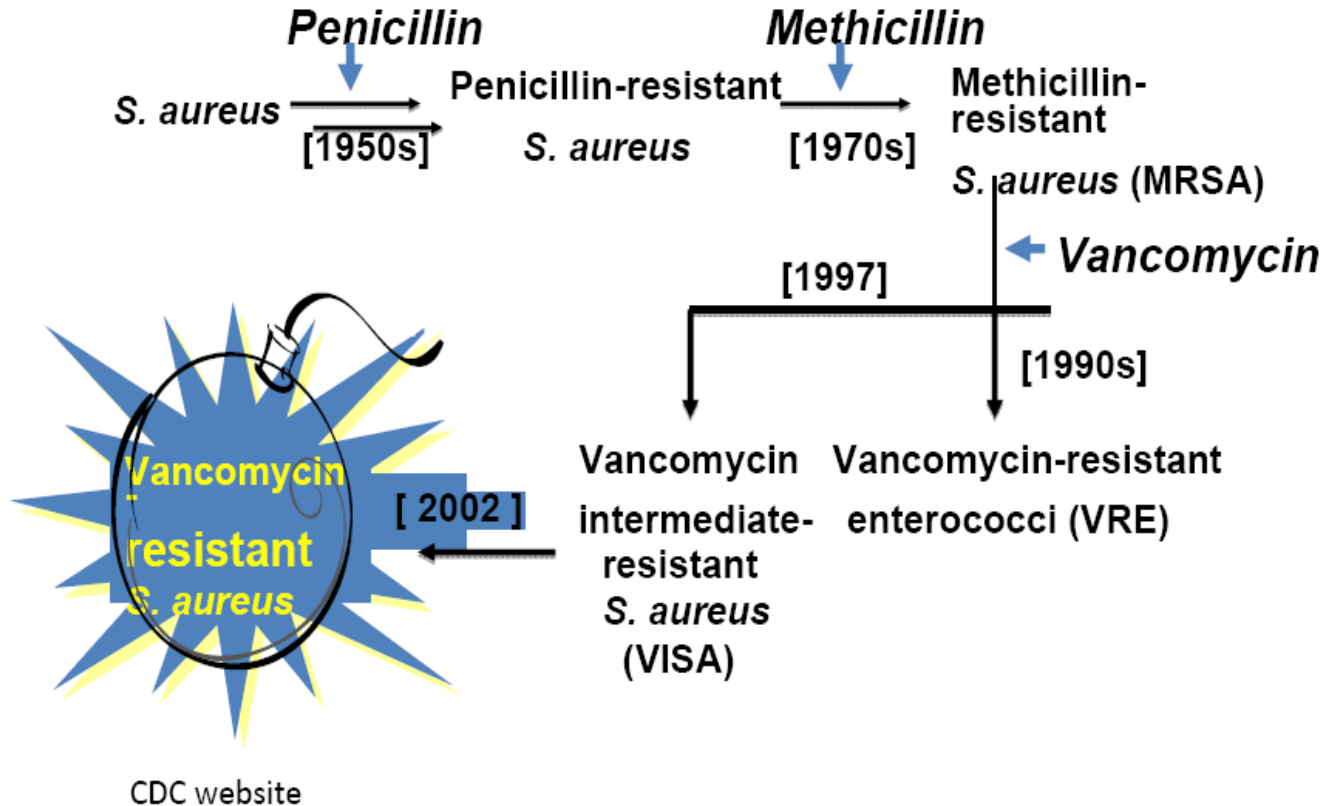 Penicillin
Methicillin
S. aureus
[1950s]
Penicillin-resistant
S. aureus
[1970s]
Methicillin-
resistant
S. aureus (MRSA)
Vancomycin
[1997]
[1990s]
Vancomycin-resistant
enterococci (VRE)
Vancomycin
intermediate-
resistant
S. aureus
(VISA)
[ 2002 ]
Vancomycin
-
resistant
S. aureus
CDC website